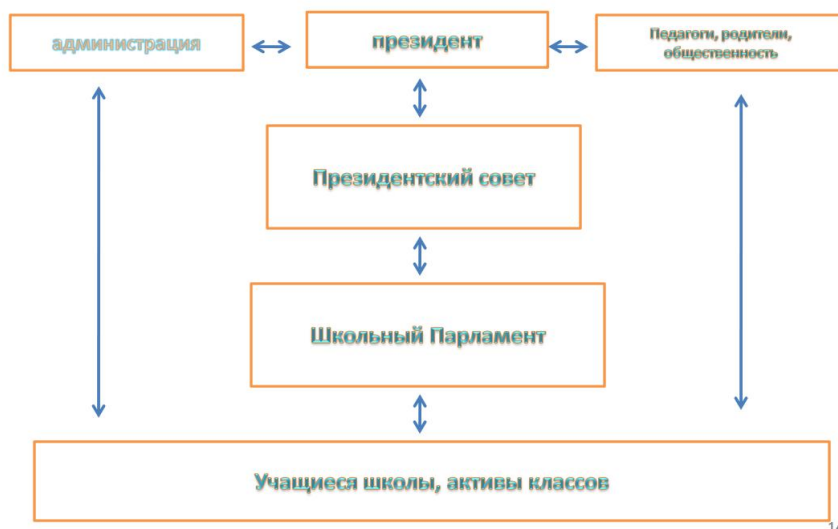 администрация
президент
Педагоги, родители,
общественность
Президентский совет
Школьный Парламент
Учащиеся школы, активы классов